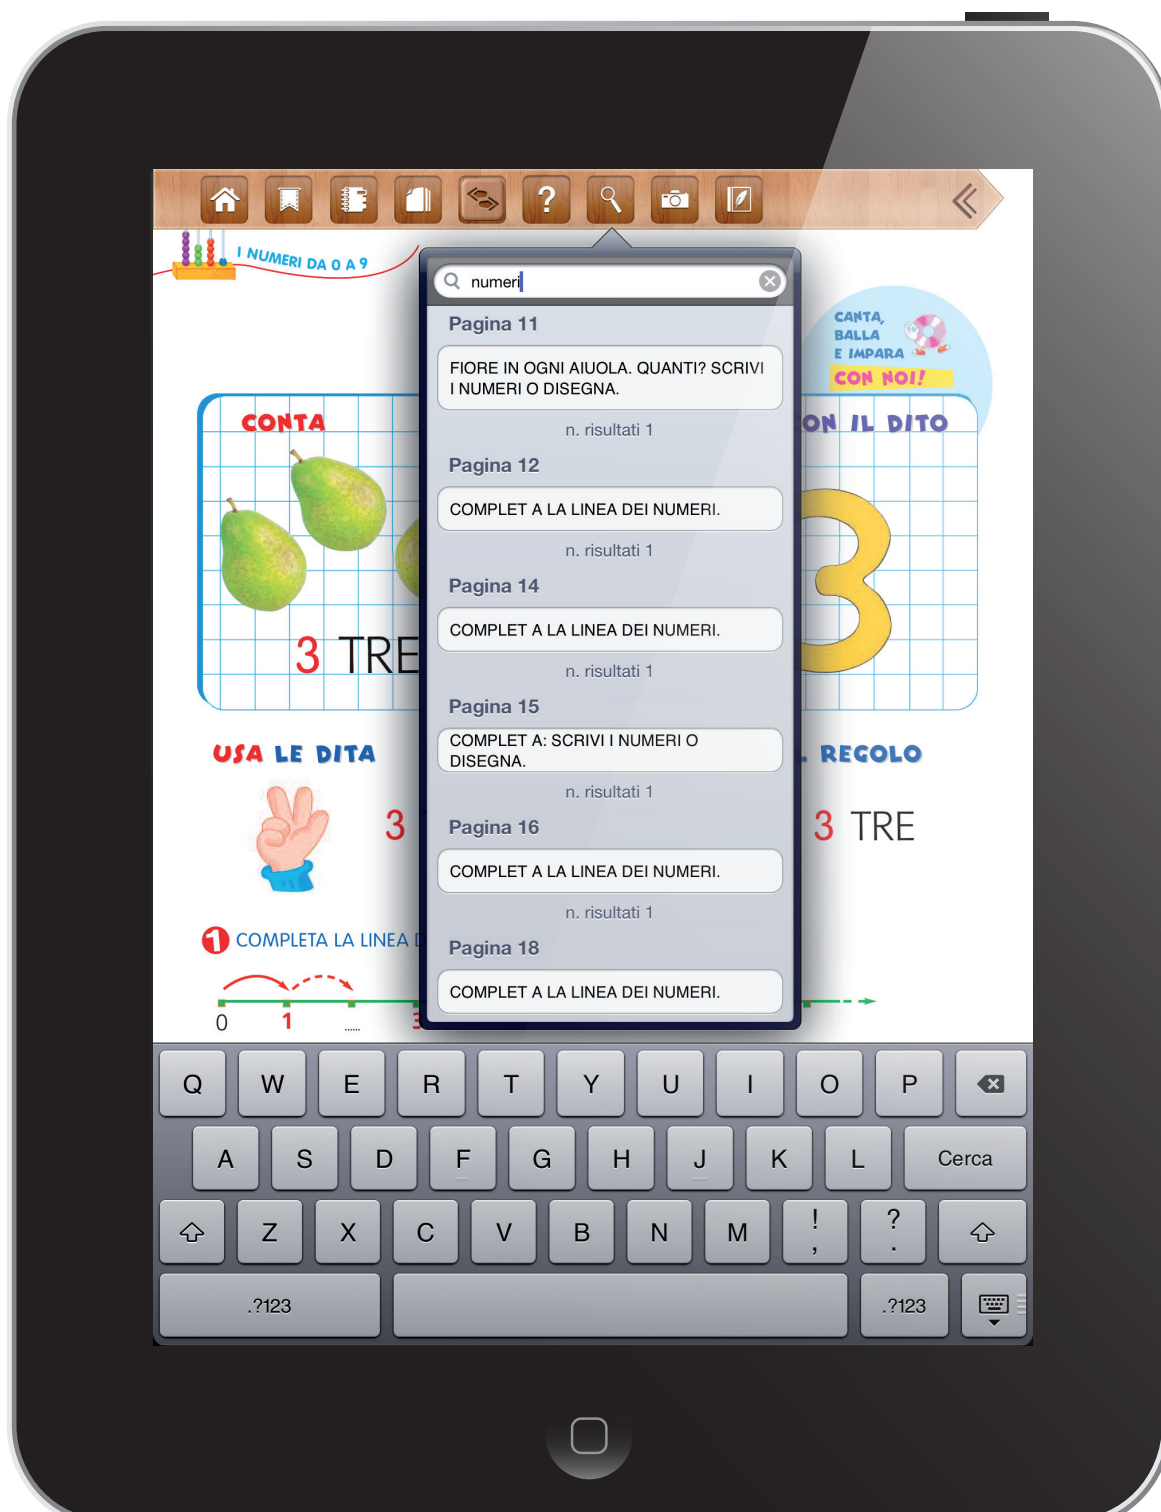 ?
I NUMERI DA 0 A 9
numeri
Pagina 11
FIORE IN OGNI AIUOLA. QUANTI? SCRIVI
I NUMERI O DISEGNA.
n. risultati 1
Pagina 12
COMPLET A LA LINEA DEI NUMERI.
n. risultati 1
Pagina 14
COMPLET A LA LINEA DEI NUMERI.
n. risultati 1
Pagina 15
COMPLET A: SCRIVI I NUMERI O
DISEGNA.
n. risultati 1
Pagina 16
COMPLET A LA LINEA DEI NUMERI.
n. risultati 1
Pagina 18
COMPLET A LA LINEA DEI NUMERI.
CANTA,
BALLA
E IMPARA
CON NOI!
CONTA
ON IL DITO
3
3 TRE
USA LE DITA
REGOLO
3
3 TRE
1 COMPLETA LA LINEA
0 1 ...... 3
Q W E R T Y U I O P
A S D F G H J K L Cerca
Z X C V B N M ! , ? .
.?123 .?123